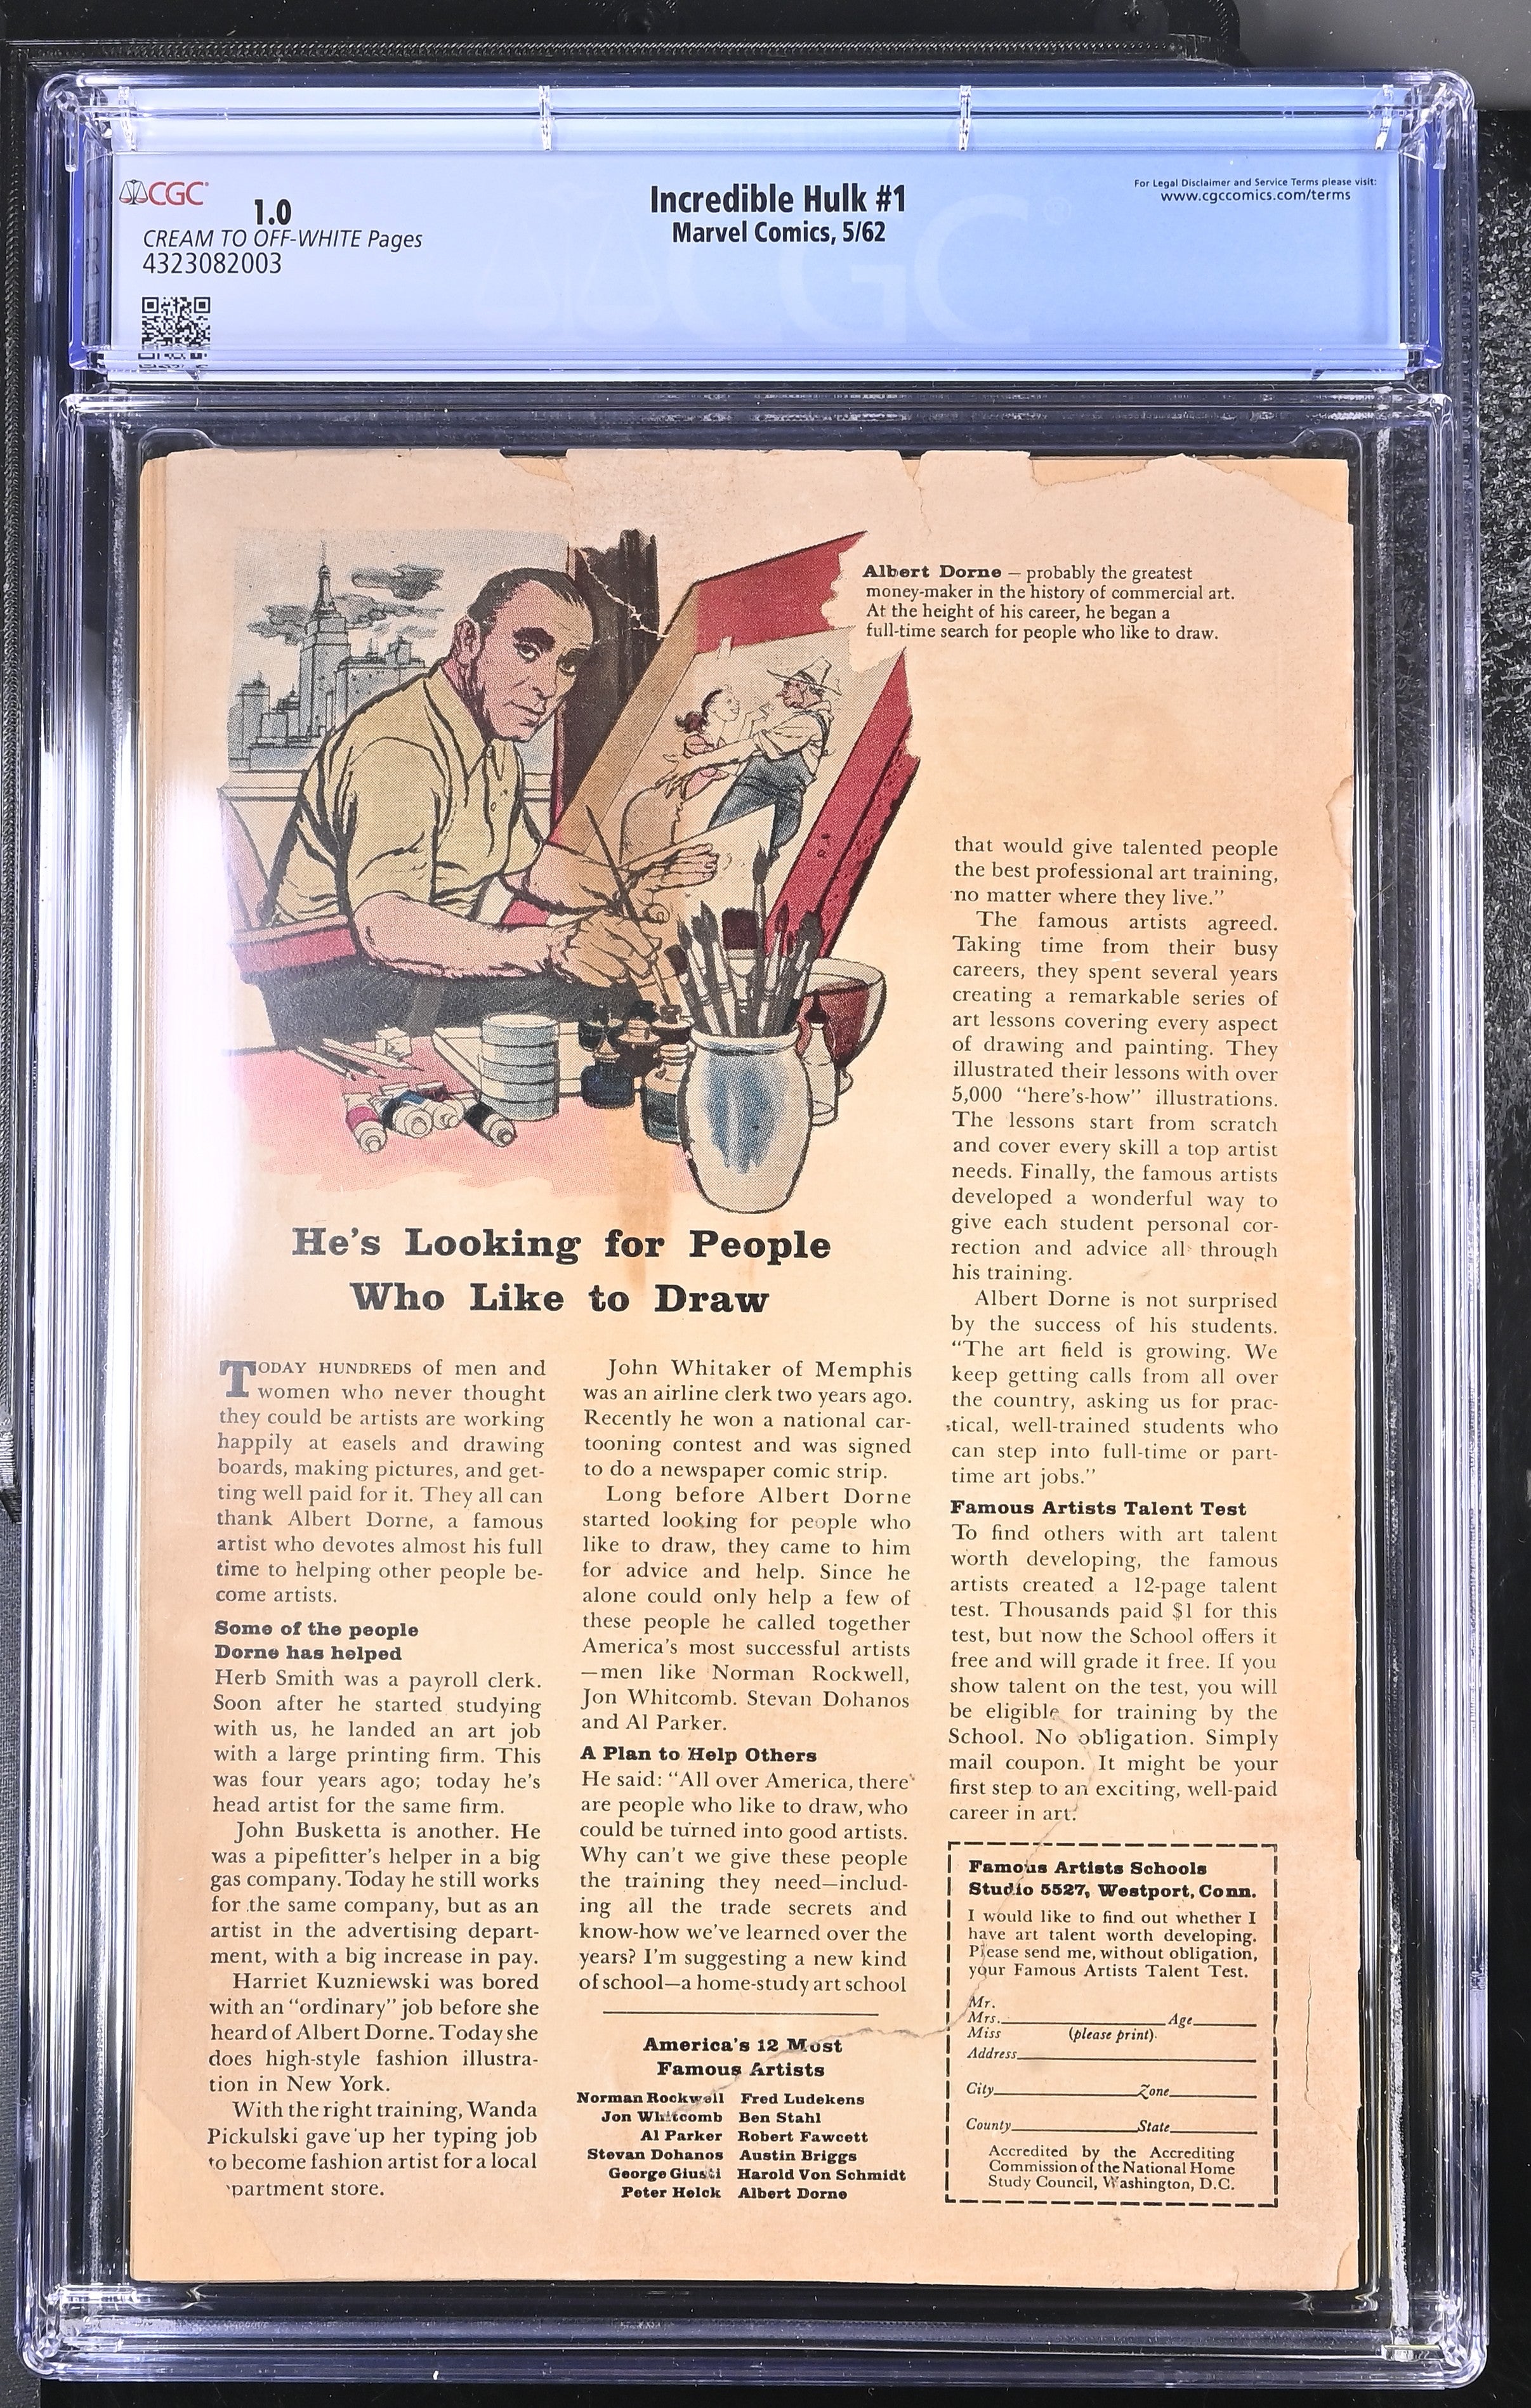 CGC
1.0
CREAM TO OFF-WHITE Pages
4323082003
Incredible Hulk #1
Marvel Comics, 5/62
For Legal Disclaimer and Service Terms please visit:
www.cgccomics.com/terms
CGC
Albert Dorne – probably the greatest
money-maker in the history of commercial art.
At the height of his career, he began a
full-time search for people who like to draw.
He's Looking for People
Who Like to Draw
TODAY HUNDREDS of men and
women who never thought
they could be artists are working
happily at easels and drawing
boards, making pictures, and get-
ting well paid for it. They all can
thank Albert Dorne, a famous
artist who devotes almost his full
time to helping other people be-
come artists.
Some of the people
Dorne has helped
Herb Smith was a payroll clerk.
Soon after he started studying
with us, he landed an art job
with a large printing firm. This
was four years ago; today he's
head artist for the same firm.
John Busketta is another. He
was a pipefitter's helper in a big
gas company. Today he still works
for the same company, but as an
artist in the advertising depart-
ment, with a big increase in pay.
Harriet Kuzniewski was bored
with an "ordinary" job before she
heard of Albert Dorne. Today she
does high-style fashion illustra-
tion in New York.
With the right training, Wanda
Pickulski gave up her typing job
to become fashion artist for a local
partment store.
John Whitaker of Memphis
was an airline clerk two years ago.
Recently he won a national car-
tooning contest and was signed
to do a newspaper comic strip.
Long before Albert Dorne
started looking for people who
like to draw, they came to him
for advice and help. Since he
alone could only help a few of
these people he called together
America's most successful artists
—men like Norman Rockwell,
Jon Whitcomb. Stevan Dohanos
and Al Parker.
A Plan to Help Others
He said: "All over America, there
are people who like to draw, who
could be turned into good artists.
Why can't we give these people
the training they need—includ-
ing all the trade secrets and
know-how we've learned over the
years? I'm suggesting a new kind
of school—a home-study art school
America's 12 Most
Famous Artists
Norman Rockwell Fred Ludekens
Jon Whitcomb Ben Stahl
Al Parker Robert Fawcett
Stevan Dohanos Austin Briggs
George Giusti Harold Von Schmidt
Peter Helck Albert Dorne
that would give talented people
the best professional art training,
no matter where they live."
The famous artists agreed.
Taking time from their busy
careers, they spent several years
creating a remarkable series of
art lessons covering every aspect
of drawing and painting. They
illustrated their lessons with over
5,000 "here's-how" illustrations.
The lessons start from scratch
and cover every skill a top artist
needs. Finally, the famous artists
developed a wonderful way to
give each student personal cor-
rection and advice all through
his training.
Albert Dorne is not surprised
by the success of his students.
"The art field is growing. We
keep getting calls from all over
the country, asking us for prac-
tical, well-trained students who
can step into full-time or part-
time art jobs."
Famous Artists Talent Test
To find others with art talent
worth developing, the famous
artists created a 12-page talent
test. Thousands paid $1 for this
test, but now the School offers it
free and will grade it free. If you
show talent on the test, you will
be eligible for training by the
School. No obligation. Simply
mail coupon. It might be your
first step to an exciting, well-paid
career in art.
Famous Artists Schools
Studio 5527, Westport, Conn.
I would like to find out whether I
have art talent worth developing.
Please send me, without obligation,
your Famous Artists Talent Test.
Mr.
Mrs. Age
Miss (please print)
Address
City Zone
County State
Accredited by the Accrediting
Commission of the National Home
Study Council, Washington, D.C.